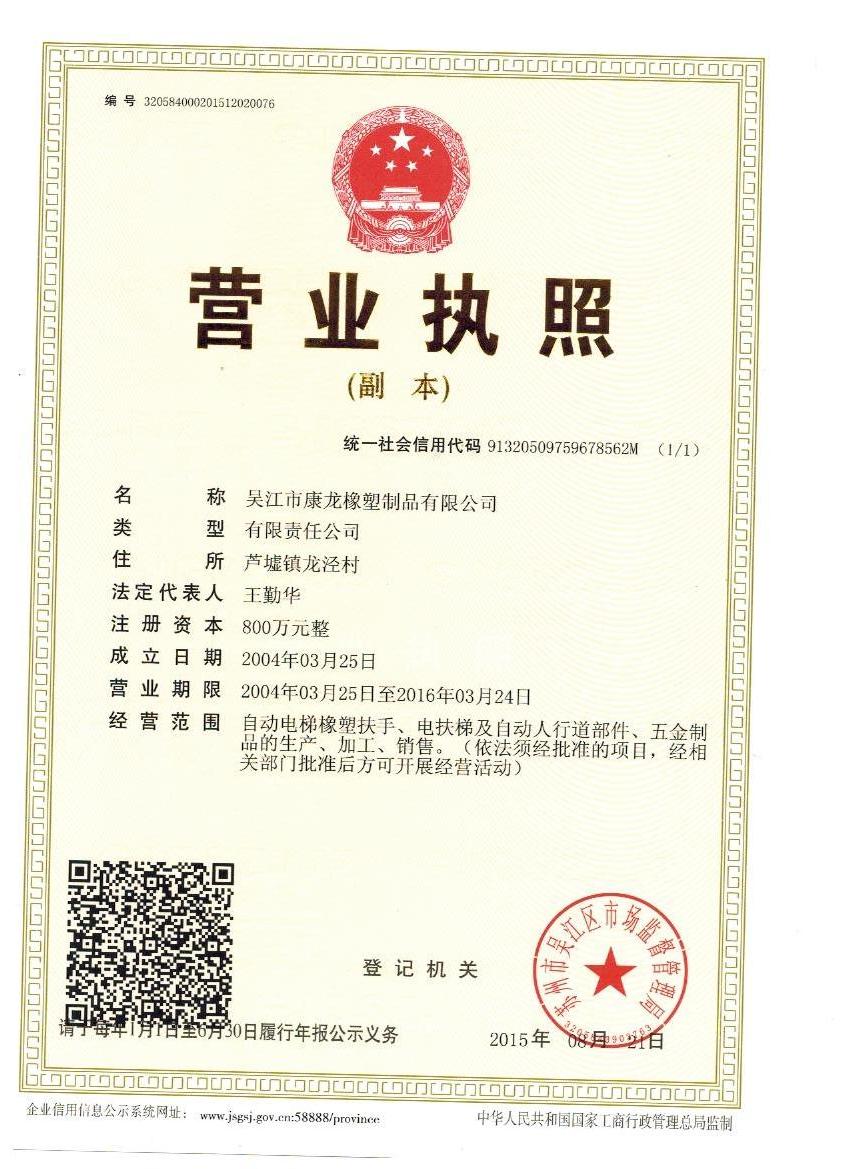 编 号 320584000201512020076
营业执照
(副 本)
统一社会信用代码 91320509759678562M （1/1）
名 称 吴江市康龙橡塑制品有限公司
类 型 有限责任公司
住 所 芦墟镇龙泾村
法定代表人 王勤华
注册资本 800万元整
成立日期 2004年03月25日
营业期限 2004年03月25日至2016年03月24日
经营范围 自动电梯橡塑扶手、电扶梯及自动人行道部件、五金制
品的生产、加工、销售。（依法须经批准的项目，经相
关部门批准后方可开展经营活动）
苏州市吴江区市场监督管理局
登记机关
请于每年1月1日至6月30日履行年报公示义务
2015年 08月 21日
企业信用信息公示系统网址： www.jsgsj.gov.cn:58888/province
中华人民共和国国家工商行政管理总局监制